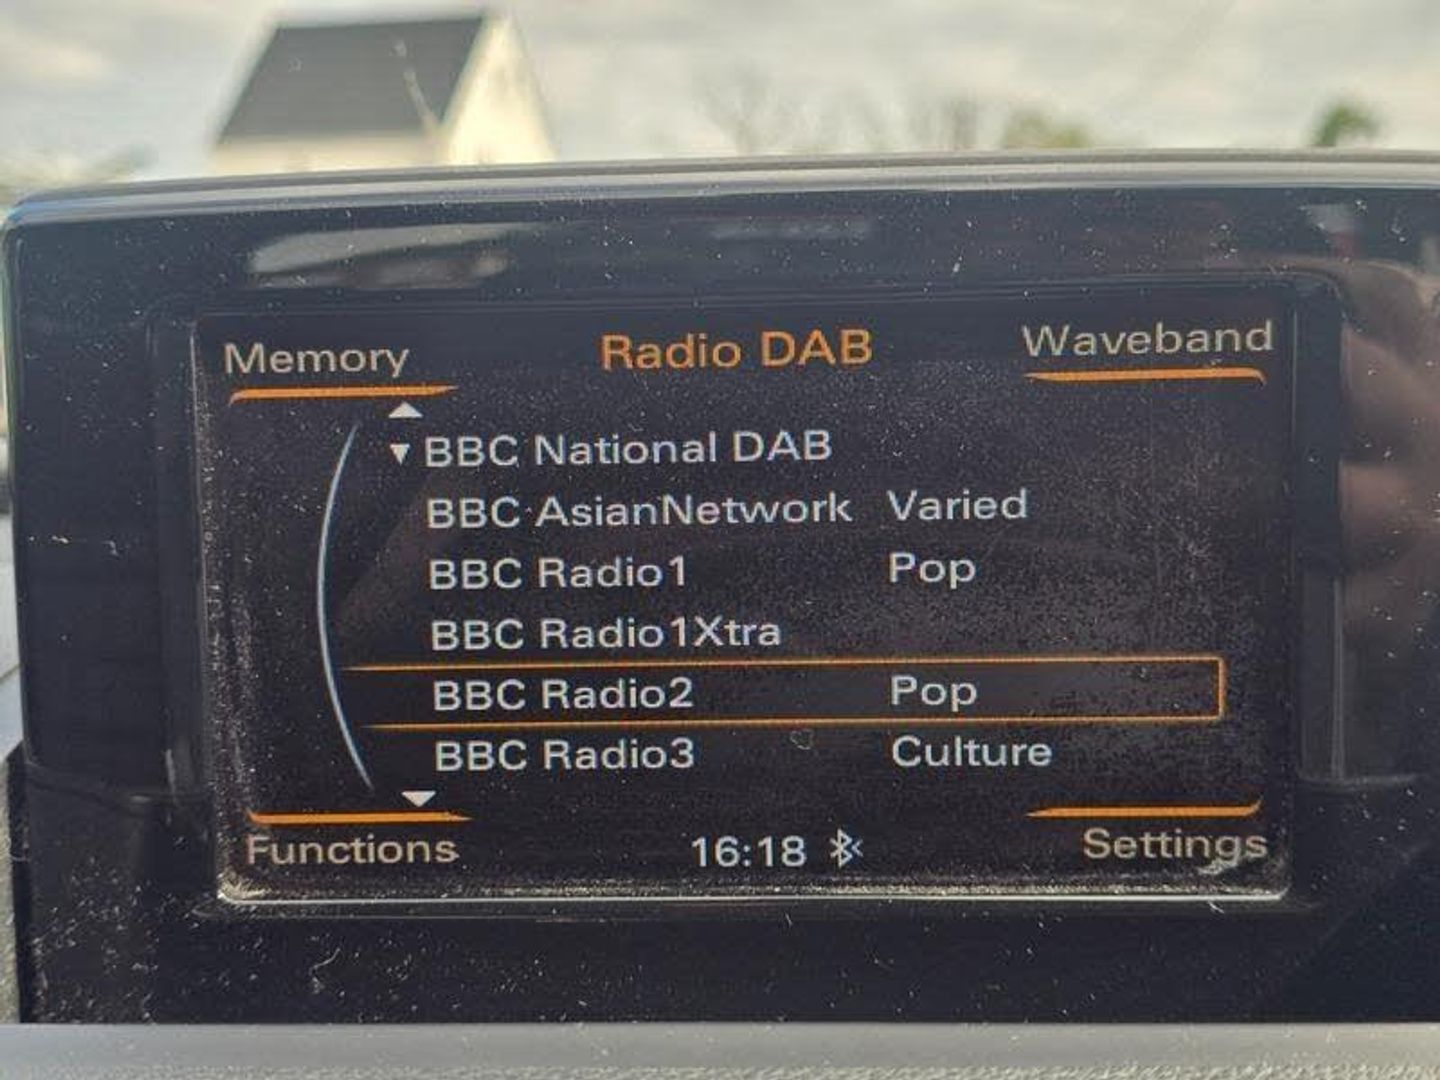 Memory Radio DAB Waveband
BBC National DAB
BBC AsianNetwork Varied
BBC Radio1 Pop
BBC Radio1Xtra
BBC Radio2 Pop
BBC Radio3 Culture
Functions 16:18 Settings